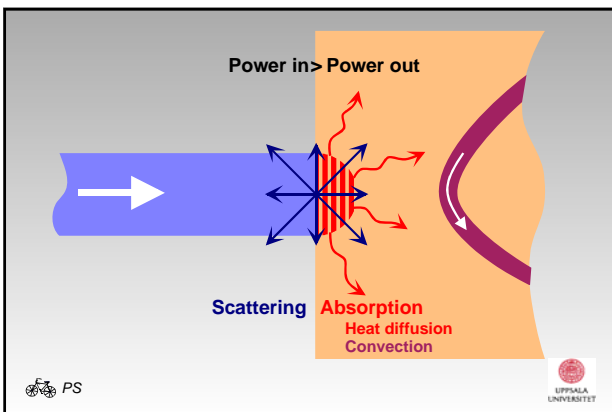 Power in> Power out
Scattering Absorption
Heat diffusion
Convection
PS
UPPSALA
UNIVERSITET